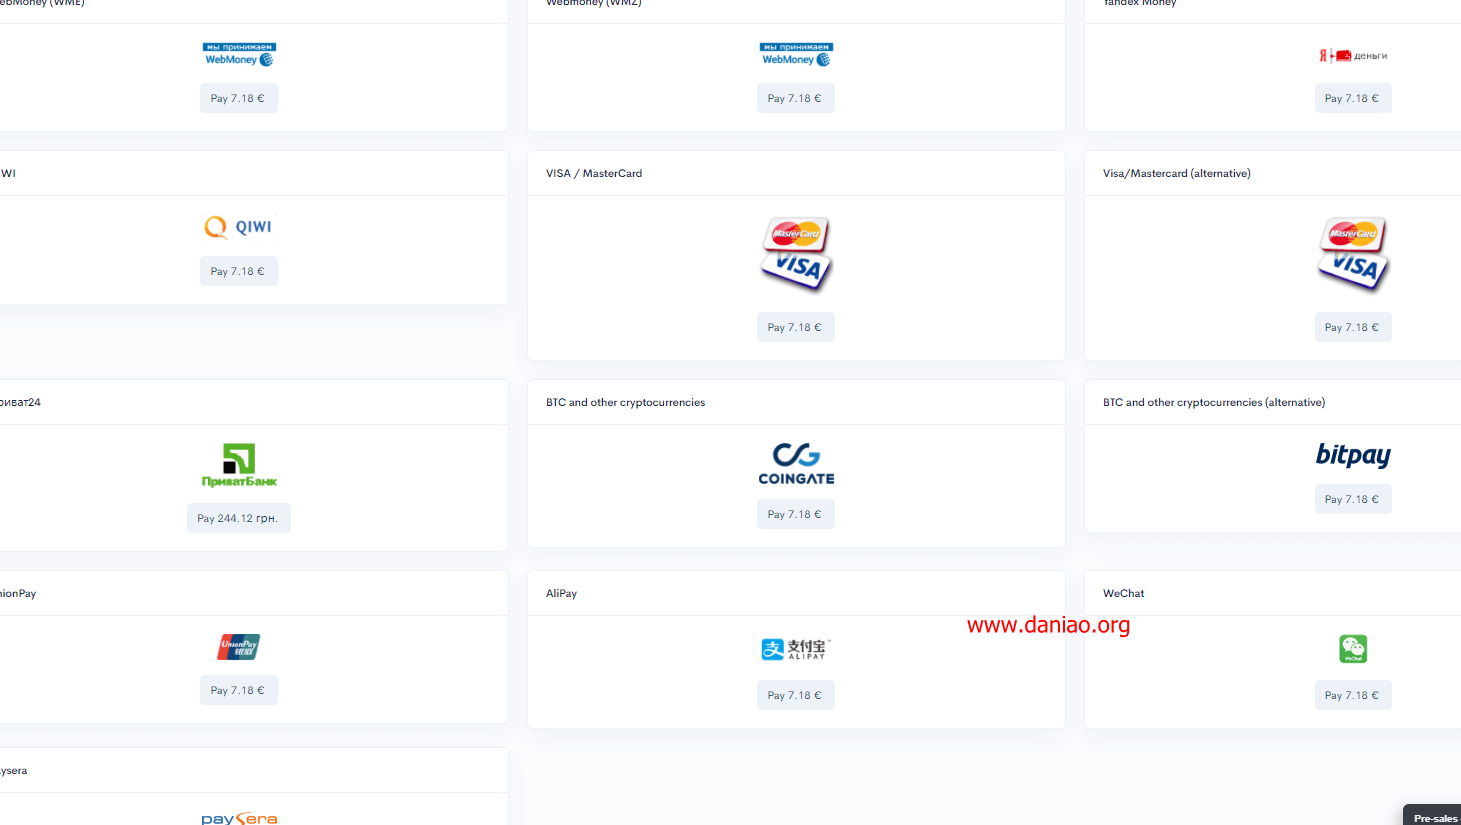 ebMoney (WME)
Webmoney (WMZ)
Yandex Money
мы принимаем
WebMoney
мы принимаем
WebMoney
Я деньги
Pay 7.18 €
Pay 7.18 €
Pay 7.18 €
WI
VISA / MasterCard
Visa/Mastercard (alternative)
QIWI
MasterCard
VISA
MasterCard
VISA
Pay 7.18 €
Pay 7.18 €
Pay 7.18 €
риват24
BTC and other cryptocurrencies
BTC and other cryptocurrencies (alternative)
ПриватБанк
COINGATE
bitpay
Pay 244.12 грн.
Pay 7.18 €
Pay 7.18 €
nionPay
AliPay
WeChat
www.daniao.org
UnionPay
银联
支 支付宝™
ALIPAY
WeChat
Pay 7.18 €
Pay 7.18 €
Pay 7.18 €
aysera
paysera
Pre-sales